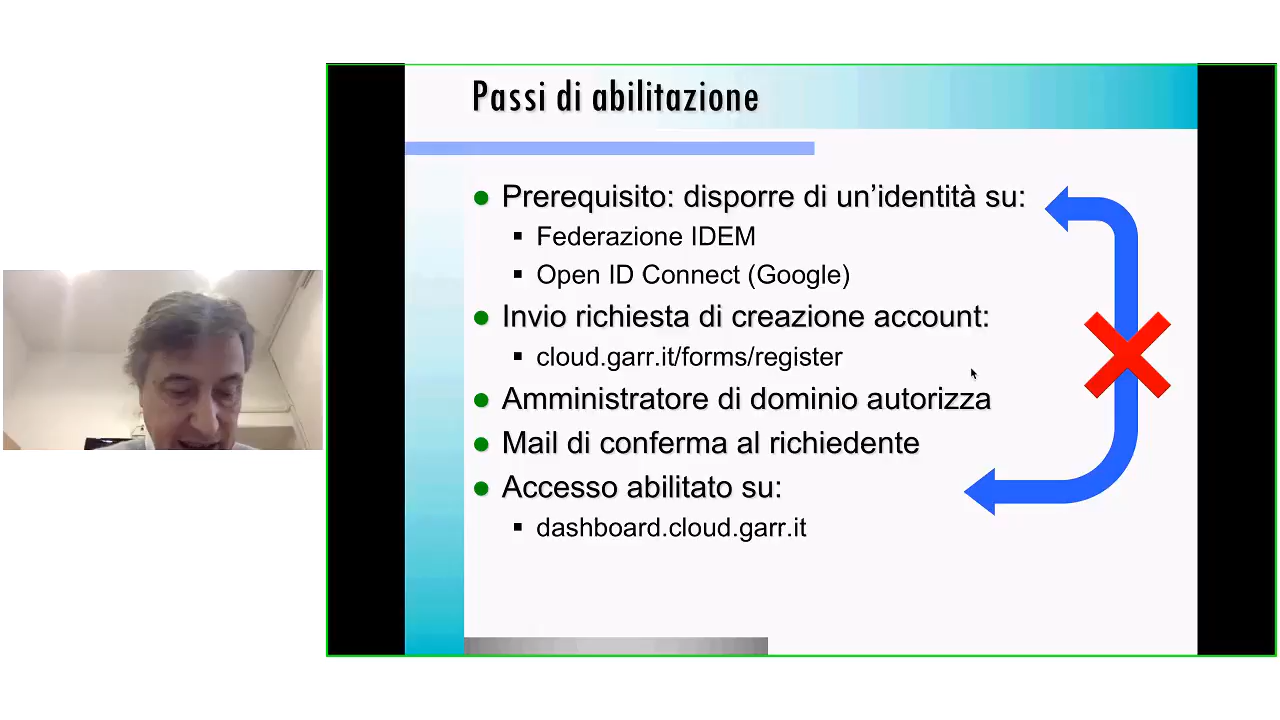 Passi di abilitazione
Prerequisito: disporre di un’identità su:
Federazione IDEM
Open ID Connect (Google)
Invio richiesta di creazione account:
cloud.garr.it/forms/register
Amministratore di dominio autorizza
Mail di conferma al richiedente
Accesso abilitato su:
dashboard.cloud.garr.it